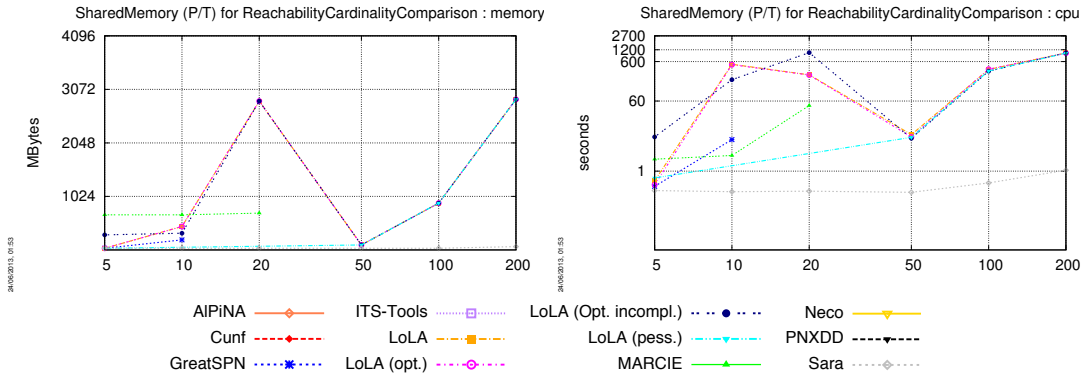 SharedMemory (P/T) for ReachabilityCardinalityComparison : memory
4096
3072
2048
1024
MBytes
5 10 20 50 100 200
24/06/2013, 01:53
SharedMemory (P/T) for ReachabilityCardinalityComparison : cpu
2700
1200
600
60
1
seconds
5 10 20 50 100 200
24/06/2013, 01:53
AlPiNA ITS-Tools LoLA (Opt. incompl.) Neco
Cunf LoLA LoLA (pess.) PNXDD
GreatSPN LoLA (opt.) MARCIE Sara